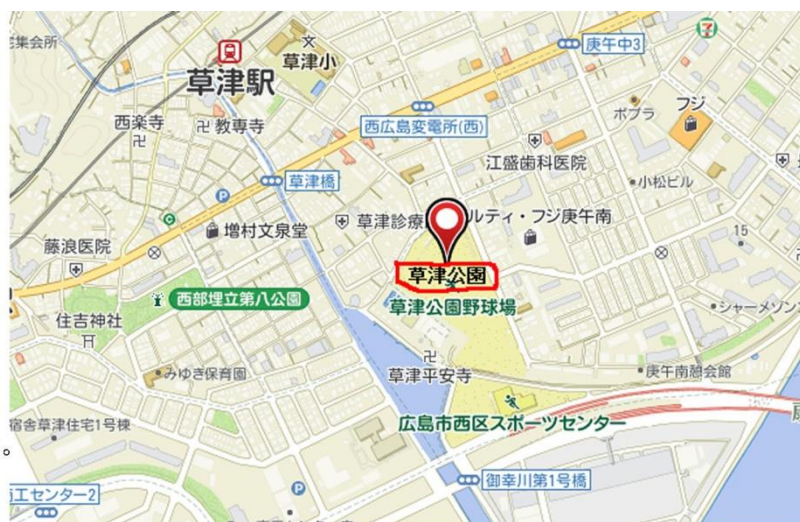 宅集会所
草津駅
草津小
庚午中3
西楽寺
教専寺
西広島変電所(西)
ポプラ
フジ
江盛歯科医院
草津橋
小松ビル
増村文泉堂
草津診療
ルティ・フジ庚午南
藤浪医院
15
草津公園
西部埋立第八公園
草津公園野球場
住吉神社
シャーメゾン
みゆき保育園
草津平安寺
庚午南憩会館
宿舎草津住宅1号棟
広島市西区スポーツセンター
。
御幸川第1号橋
工センター2